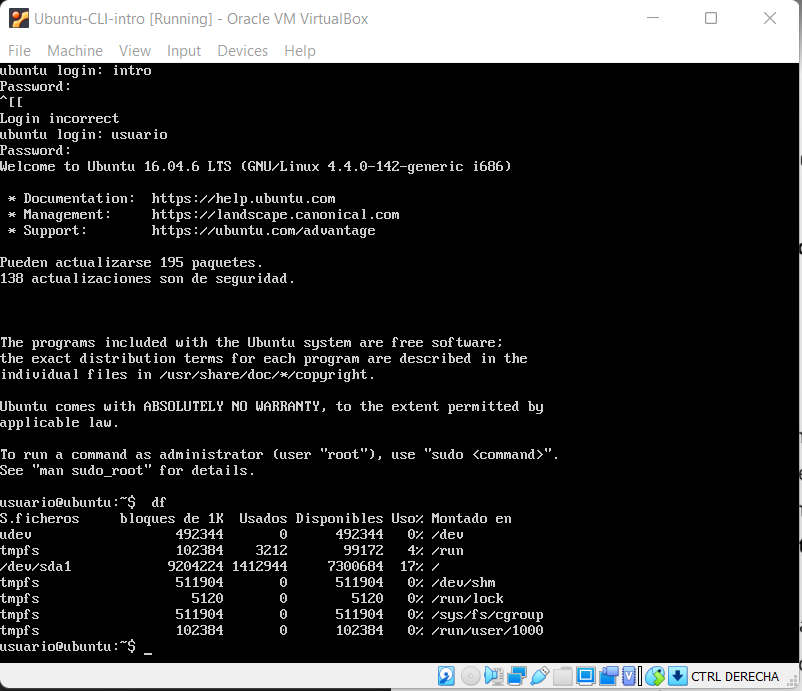 Ubuntu-CLI-intro [Running] - Oracle VM VirtualBox
File Machine View Input Devices Help
ubuntu login: intro
Password:
^[[
Login incorrect
ubuntu login: usuario
Password:
Welcome to Ubuntu 16.04.6 LTS (GNU/Linux 4.4.0-142-generic i686)
* Documentation:  https://help.ubuntu.com
* Management:     https://landscape.canonical.com
* Support:        https://ubuntu.com/advantage
Pueden actualizarse 195 paquetes.
138 actualizaciones son de seguridad.
The programs included with the Ubuntu system are free software;
the exact distribution terms for each program are described in the
individual files in /usr/share/doc/*/copyright.
Ubuntu comes with ABSOLUTELY NO WARRANTY, to the extent permitted by
applicable law.
To run a command as administrator (user "root"), use "sudo <command>".
See "man sudo_root" for details.
usuario@ubuntu:~$  df
S.ficheros     bloques de 1K  Usados Disponibles Uso% Montado en
udev                  492344       0      492344   0% /dev
tmpfs                 102384    3212       99172   4% /run
/dev/sda1            9204224 1412944     7300684  17% /
tmpfs                 511904       0      511904   0% /dev/shm
tmpfs                   5120       0        5120   0% /run/lock
tmpfs                 511904       0      511904   0% /sys/fs/cgroup
tmpfs                 102384       0      102384   0% /run/user/1000
usuario@ubuntu:~$ _
CTRL DERECHA